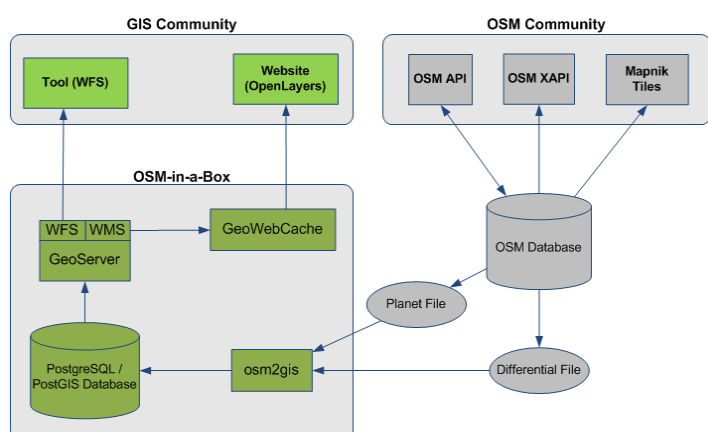 GIS Community
OSM Community
Tool (WFS)
Website
(OpenLayers)
OSM API
OSM XAPI
Mapnik
Tiles
OSM-in-a-Box
WFS
WMS
GeoServer
GeoWebCache
OSM Database
Planet File
PostgreSQL /
PostGIS Database
osm2gis
Differential File